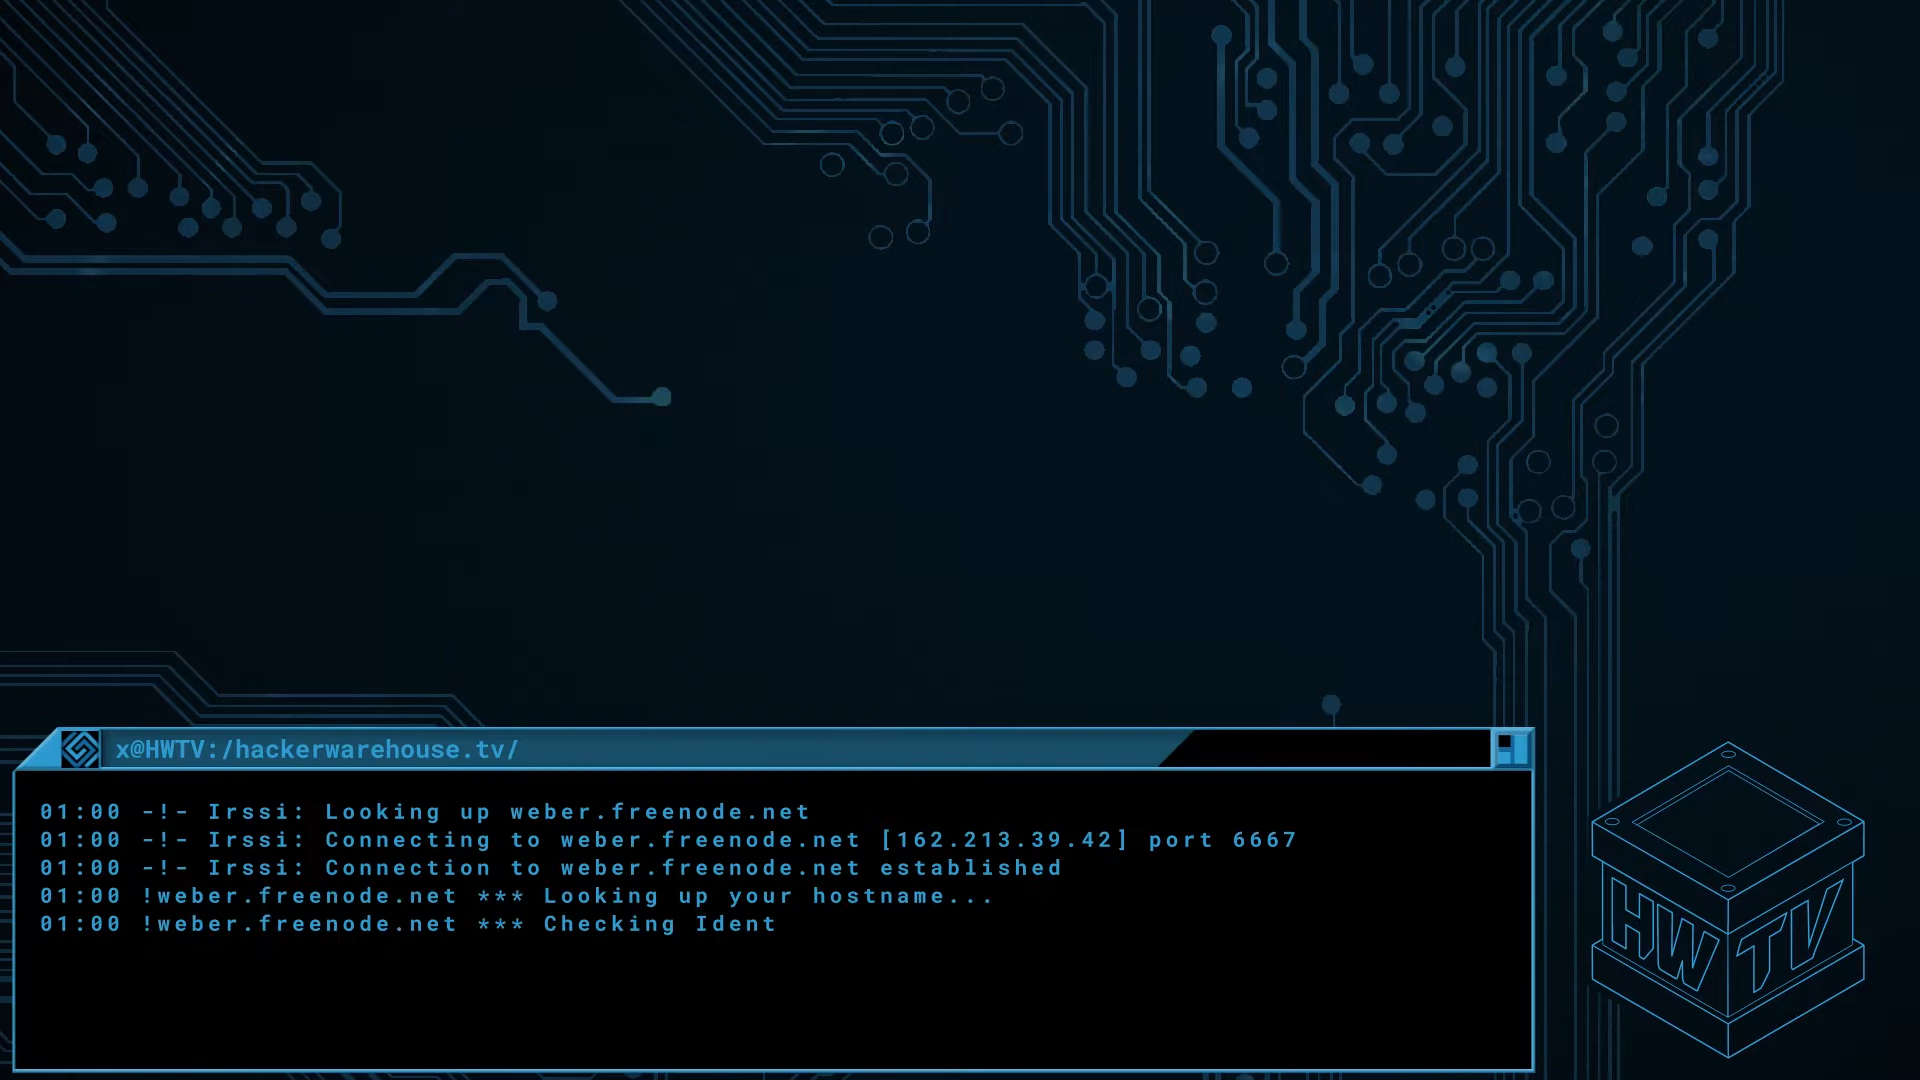 x@HWTV:/hackerwarehouse.tv/
01:00 -!- Irssi: Looking up weber.freenode.net
01:00 -!- Irssi: Connecting to weber.freenode.net [162.213.39.42] port 6667
01:00 -!- Irssi: Connection to weber.freenode.net established
01:00 !weber.freenode.net *** Looking up your hostname...
01:00 !weber.freenode.net *** Checking Ident
HW TV